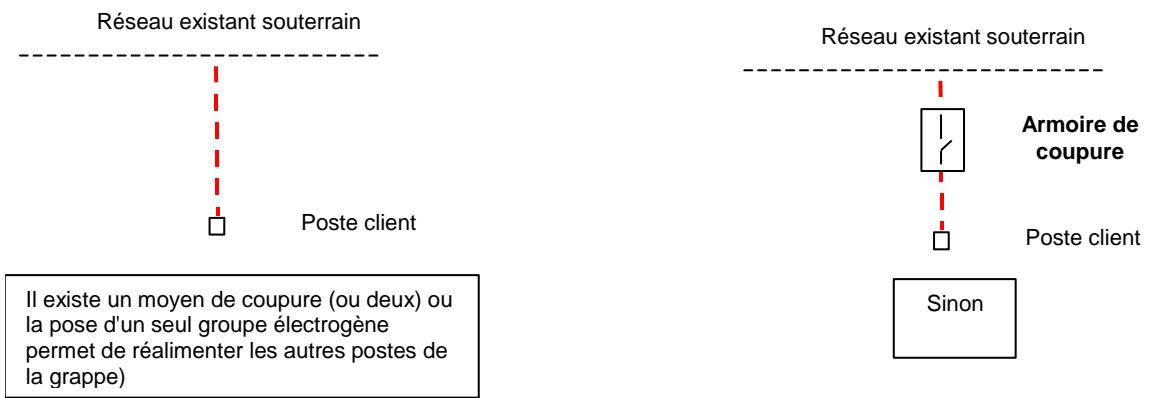 Réseau existant souterrain
Poste client
Il existe un moyen de coupure (ou deux) ou
la pose d'un seul groupe électrogène
permet de réalimenter les autres postes de
la grappe)
Réseau existant souterrain
Armoire de
coupure
Poste client
Sinon